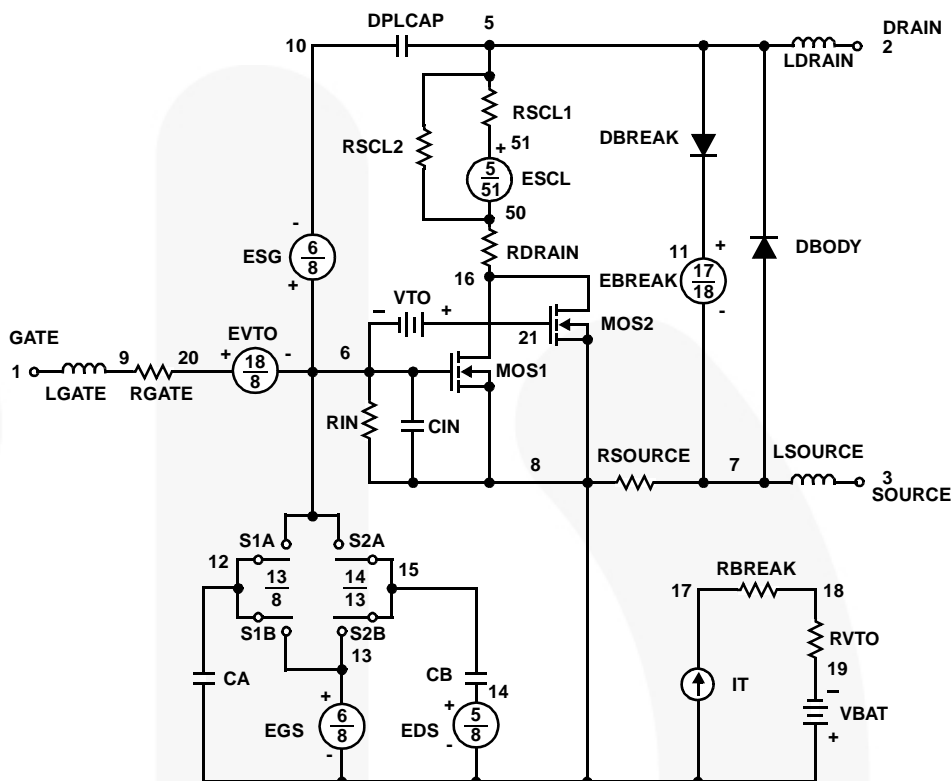 DPLCAP 5 DRAIN
10 2
LDRAIN
RSCL1
RSCL2 + 51 DBREAK
5
51 ESCL
50
- RDRAIN 11 + DBODY
ESG 6
8 16 EBREAK 17
18
+ - VTO + -
MOS2
GATE EVTO 21
1 9 20 + 18
8 - 6 MOS1
LGATE RGATE
RIN CIN
8 RSOURCE 7 LSOURCE
3
SOURCE
S1A S2A
12 13
8 14
13 15 RBREAK
17 18
S1B S2B
13 RVTO
CA CB 19
14 IT -
+ + VBAT
EGS 6
8 EDS 5
8 +
- -